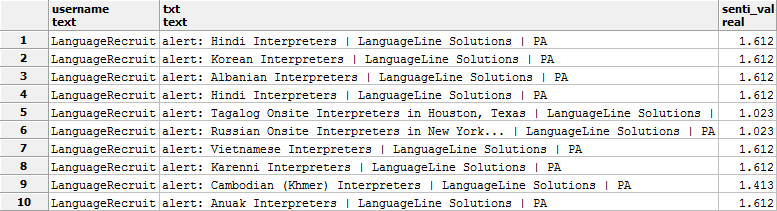 username txt senti_val
text text real
1 LanguageRecruit alert: Hindi Interpreters | LanguageLine Solutions | PA 1.612
2 LanguageRecruit alert: Korean Interpreters | LanguageLine Solutions | PA 1.612
3 LanguageRecruit alert: Albanian Interpreters | LanguageLine Solutions | PA 1.612
4 LanguageRecruit alert: Hindi Interpreters | LanguageLine Solutions | PA 1.612
5 LanguageRecruit alert: Tagalog Onsite Interpreters in Houston, Texas | LanguageLine Solutions | 1.023
6 LanguageRecruit alert: Russian Onsite Interpreters in New York... | LanguageLine Solutions | PA 1.023
7 LanguageRecruit alert: Vietnamese Interpreters | LanguageLine Solutions | PA 1.612
8 LanguageRecruit alert: Karenni Interpreters | LanguageLine Solutions | PA 1.612
9 LanguageRecruit alert: Cambodian (Khmer) Interpreters | LanguageLine Solutions | PA 1.413
10 LanguageRecruit alert: Anuak Interpreters | LanguageLine Solutions | PA 1.612